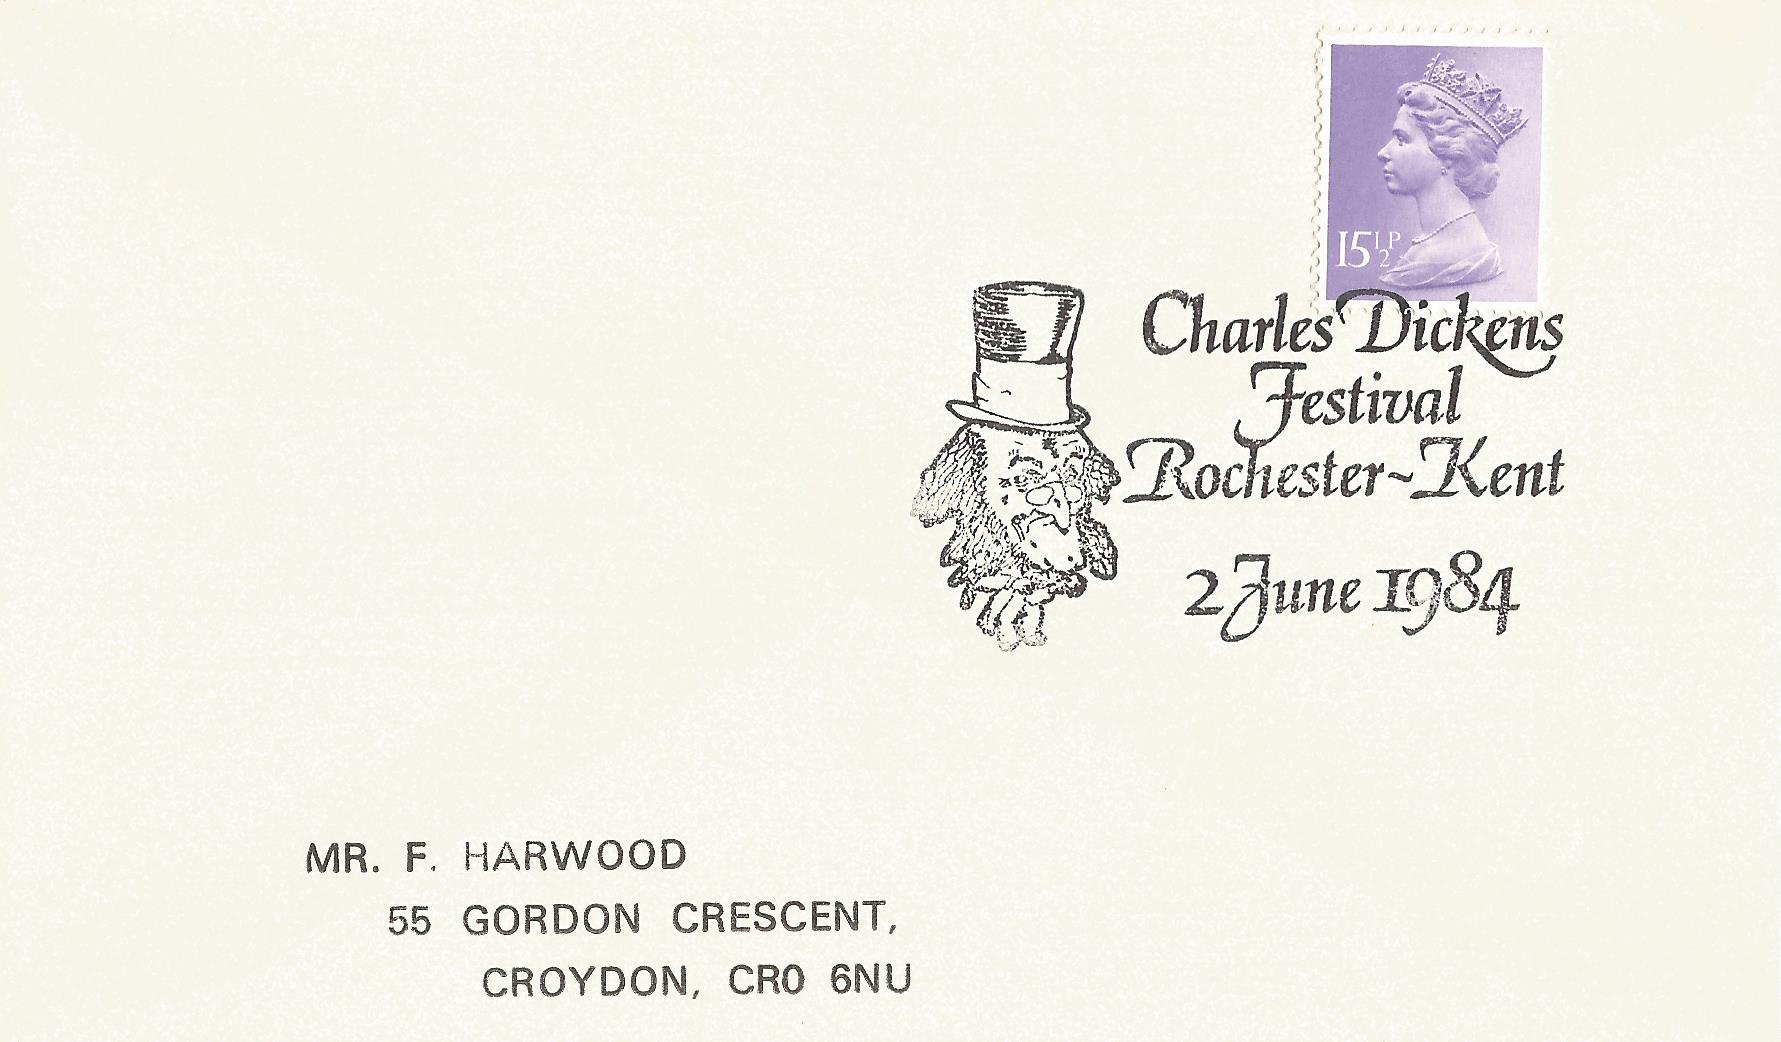 15½P
Charles Dickens
Festival
Rochester~Kent
2 June 1984
MR. F. HARWOOD
55 GORDON CRESCENT,
CROYDON, CR0 6NU